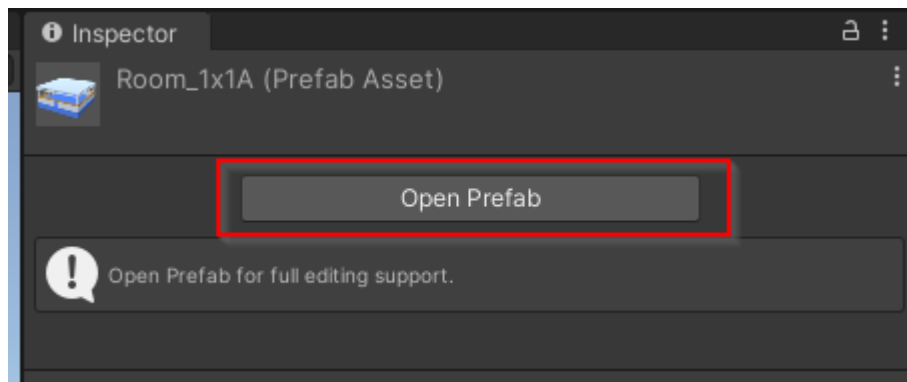 Inspector
Room_1x1A (Prefab Asset)
Open Prefab
Open Prefab for full editing support.